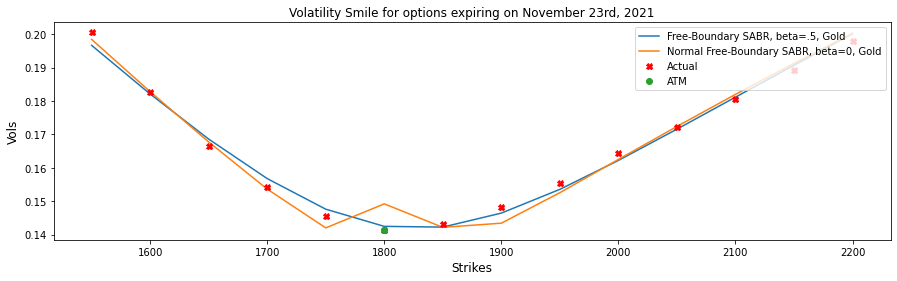 Volatility Smile for options expiring on November 23rd, 2021
Free-Boundary SABR, beta=.5, Gold
Normal Free-Boundary SABR, beta=0, Gold
Actual
ATM
Vols
0.20
0.19
0.18
0.17
0.16
0.15
0.14
1600
1700
1800
1900
2000
2100
2200
Strikes